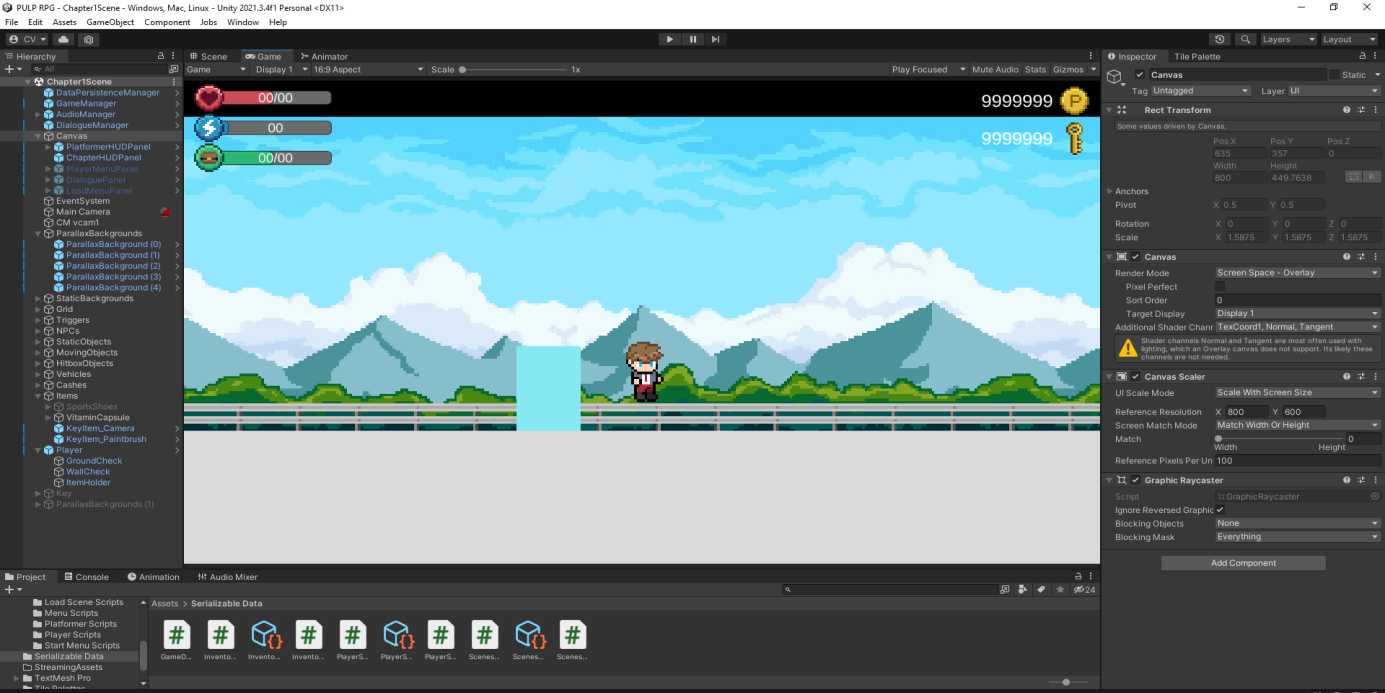 PULP RPG - Chapter1Scene - Windows, Mac, Linux - Unity 2021.3.4f1 Personal <DX11>
File Edit Assets GameObject Component Jobs Window Help
CV
Layers Layout
Hierarchy
All
Chapter1Scene
DataPersistenceManager
GameManager
AudioManager
DialogueManager
Canvas
PlatformerHUDPanel
ChapterHUDPanel
PlayerMenuPanel
DialoguePanel
LoadMenuPanel
EventSystem
Main Camera
CM vcam1
ParallaxBackgrounds
ParallaxBackground (0)
ParallaxBackground (1)
ParallaxBackground (2)
ParallaxBackground (3)
ParallaxBackground (4)
StaticBackgrounds
Grid
Triggers
NPCs
StaticObjects
MovingObjects
HitboxObjects
Vehicles
Cashes
Items
SportsShoes
VitaminCapsule
KeyItem_Camera
KeyItem_Paintbrush
Player
GroundCheck
WallCheck
ItemHolder
Key
ParallaxBackgrounds (1)
Scene Game Animator
Game Display 1 16:9 Aspect Scale 1x Play Focused Mute Audio Stats Gizmos
00/00
00
00/00
9999999 P
9999999
Inspector Tile Palette
Canvas Static
Tag Untagged Layer UI
Rect Transform
Some values driven by Canvas.
Pos X Pos Y Pos Z
635 357 0
Width Height
800 449.7638 R
Anchors
Pivot X 0.5 Y 0.5
Rotation X 0 Y 0 Z 0
Scale X 1.5875 Y 1.5875 Z 1.5875
Canvas
Render Mode Screen Space - Overlay
Pixel Perfect
Sort Order 0
Target Display Display 1
Additional Shader Chanr TexCoord1, Normal, Tangent
Shader channels Normal and Tangent are most often used with
lighting, which an Overlay canvas does not support. Its likely these
channels are not needed.
Canvas Scaler
UI Scale Mode Scale With Screen Size
Reference Resolution X 800 Y 600
Screen Match Mode Match Width Or Height
Match 0
Width Height
Reference Pixels Per Un 100
Graphic Raycaster
Script GraphicRaycaster
Ignore Reversed Graphic
Blocking Objects None
Blocking Mask Everything
Add Component
Project Console Animation Audio Mixer
24
Load Scene Scripts
Menu Scripts
Platformer Scripts
Player Scripts
Start Menu Scripts
Serializable Data
StreamingAssets
TextMesh Pro
Tile Palettes
Assets > Serializable Data
GameD... Invento... Invento... Invento... PlayerS... PlayerS... PlayerS... Scenes... Scenes... Scenes...